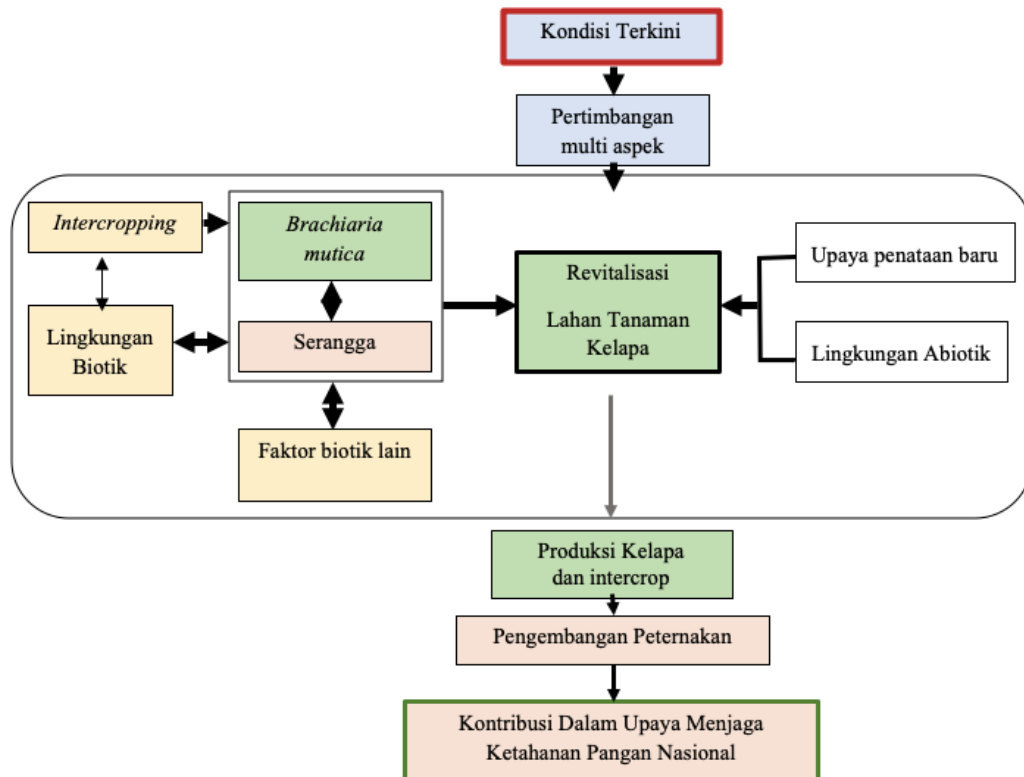 Kondisi Terkini
Pertimbangan
multi aspek
Intercropping
Brachiaria
mutica
Lingkungan
Biotik
Serangga
Faktor biotik lain
Revitalisasi
Lahan Tanaman
Kelapa
Upaya penataan baru
Lingkungan Abiotik
Produksi Kelapa
dan intercrop
Pengembangan Peternakan
Kontribusi Dalam Upaya Menjaga
Ketahanan Pangan Nasional